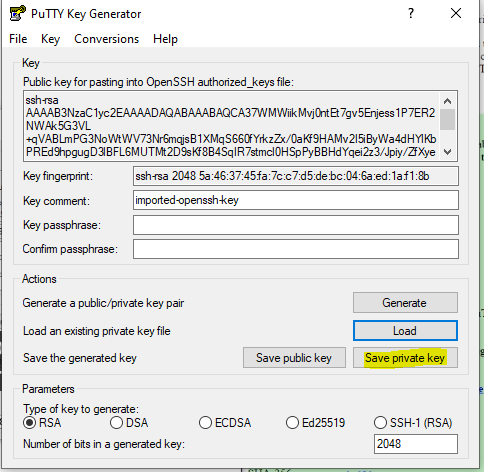 PuTTY Key Generator
File Key Conversions Help
Key
Public key for pasting into OpenSSH authorized_keys file:
ssh-rsa
AAAAB3NzaC1yc2EAAAADAQABAAABAQCA37WMWiikMvj0ntEt7gv5Enjess1P7ER2
NWAk5G3VL
+qVABLmPG3NoWtWV73Nr6mqjsB1XMqS660fYrkzZx/0aKf9HAMv2I5iByWa4dHYIKb
PREd9hpgugD3IBFL6MUTMt2D9sKf8B4SqIR7stmcl0HSpPyBBHdYqei2z3/Jpiy/ZfXye
Key fingerprint: ssh-rsa 2048 5a:46:37:45:fa:7c:c7:d5:de:bc:04:6a:ed:1a:f1:8b
Key comment: imported-openssh-key
Key passphrase:
Confirm passphrase:
Actions
Generate a public/private key pair Generate
Load an existing private key file Load
Save the generated key Save public key Save private key
Parameters
Type of key to generate:
RSA DSA ECDSA Ed25519 SSH-1 (RSA)
Number of bits in a generated key: 2048